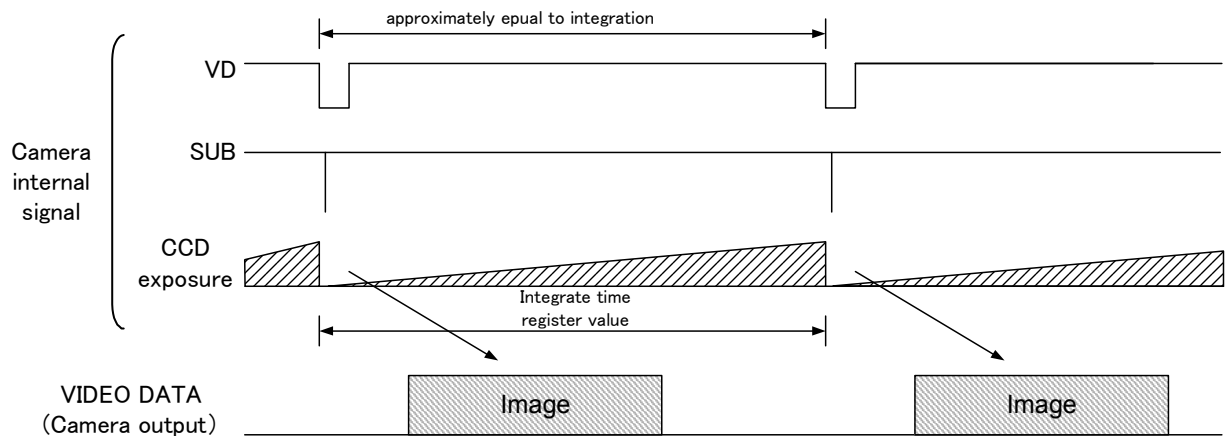 approximately epual to integration
VD
SUB
Camera
internal
signal
CCD
exposure
Integrate time
register value
VIDEO DATA
(Camera output)
Image
Image